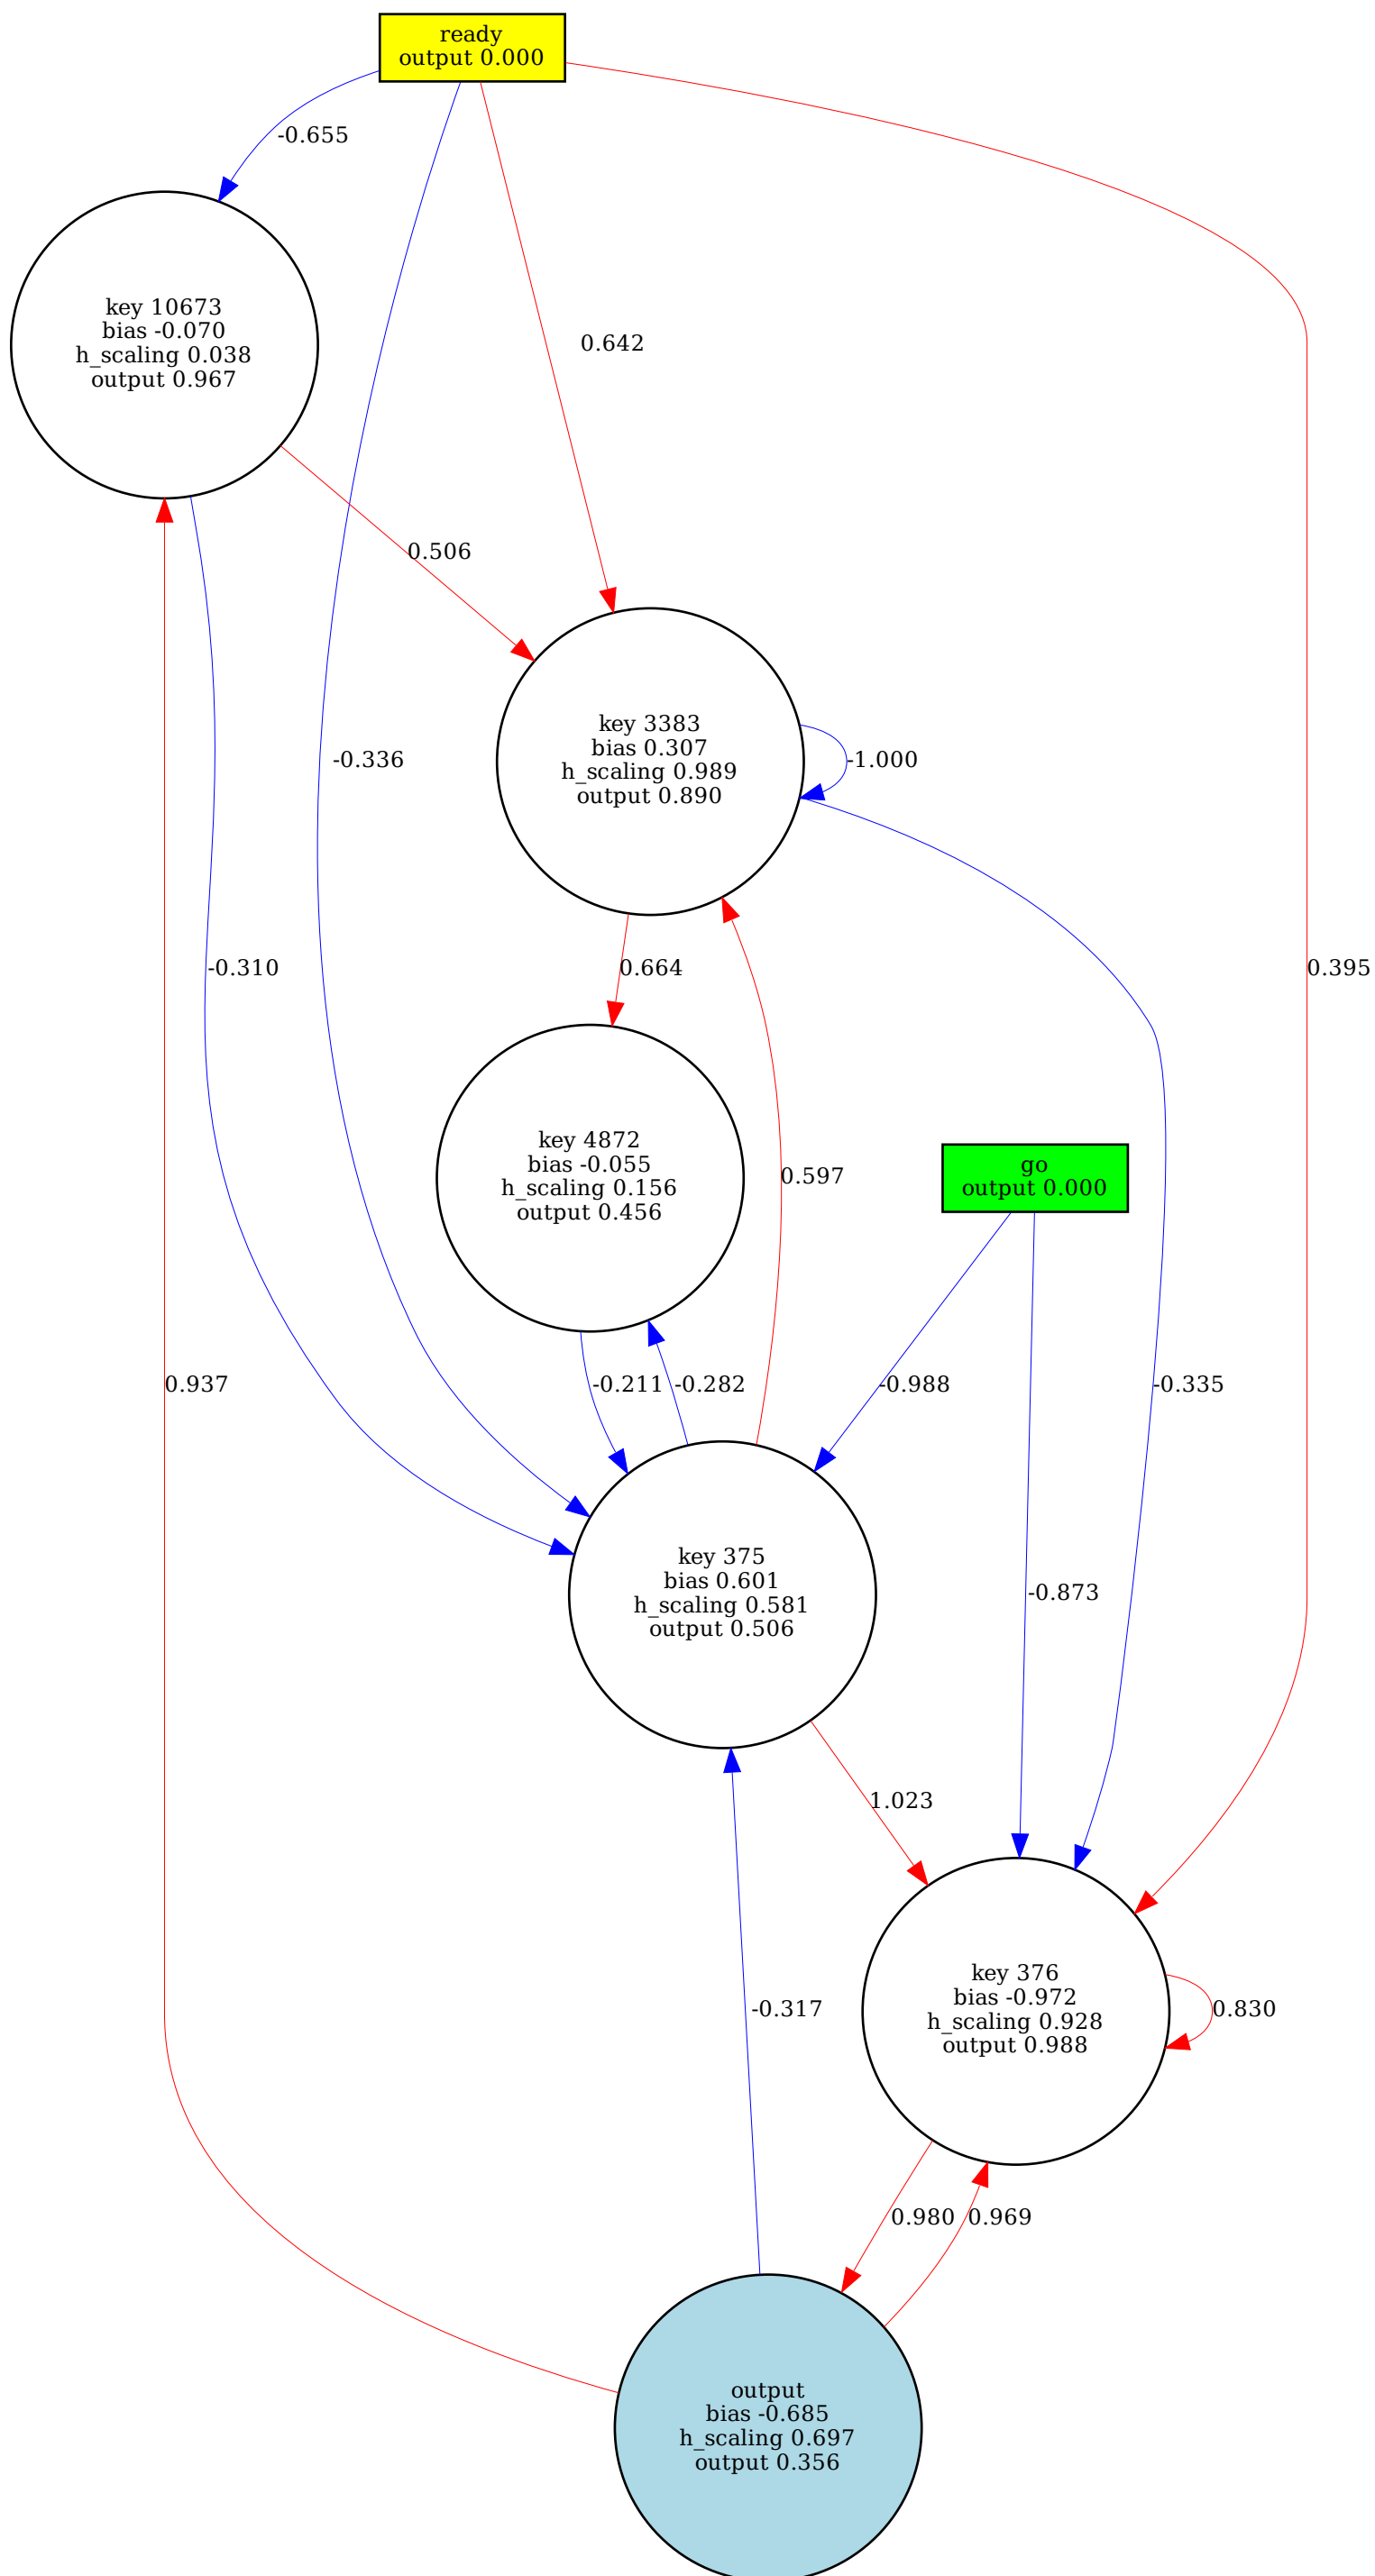 ready
output 0.000
-0.655
key 10673
bias -0.070
h_scaling 0.038
output 0.967
0.642
0.506
key 3383
bias 0.307
h_scaling 0.989
output 0.890
-0.336
-1.000
-0.310
0.664
0.395
key 4872
bias -0.055
h_scaling 0.156
output 0.456
0.597
go
output 0.000
0.937
-0.211
-0.282
-0.988
-0.335
key 375
bias 0.601
h_scaling 0.581
output 0.506
-0.873
1.023
key 376
bias -0.972
h_scaling 0.928
output 0.988
-0.317
0.830
0.980
0.969
output
bias -0.685
h_scaling 0.697
output 0.356